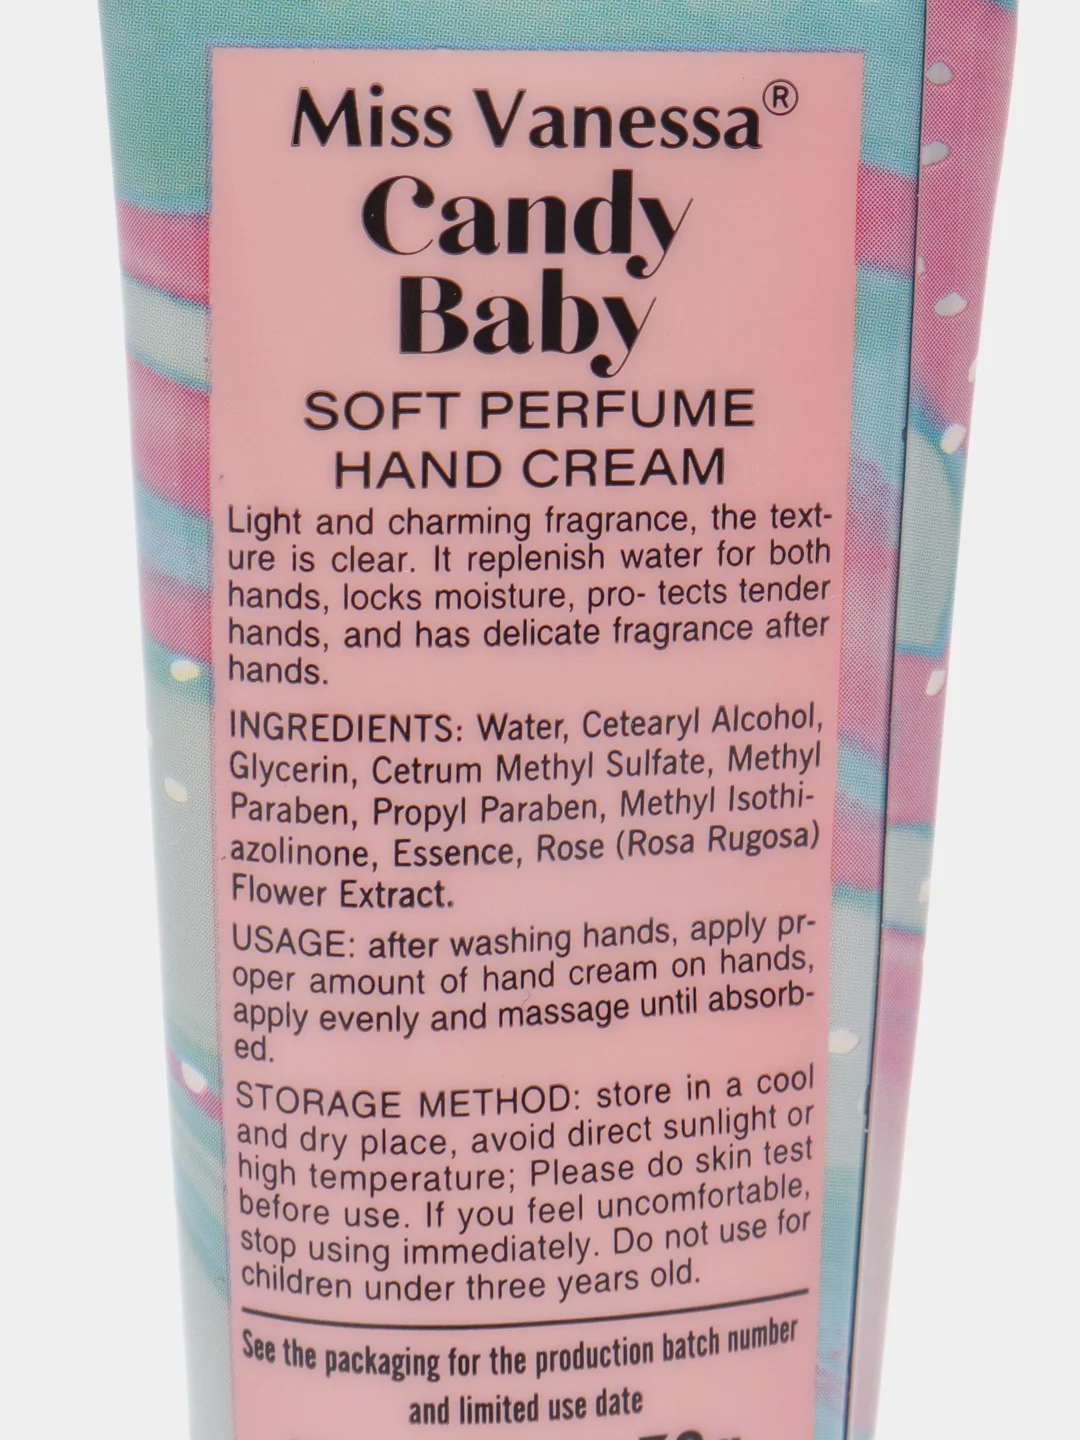 Miss Vanessa®
Candy
Baby
SOFT PERFUME
HAND CREAM
Light and charming fragrance, the text-
ure is clear. It replenish water for both
hands, locks moisture, pro- tects tender
hands, and has delicate fragrance after
hands.
INGREDIENTS: Water, Cetearyl Alcohol,
Glycerin, Cetrum Methyl Sulfate, Methyl
Paraben, Propyl Paraben, Methyl Isothi-
azolinone, Essence, Rose (Rosa Rugosa)
Flower Extract.
USAGE: after washing hands, apply pr-
oper amount of hand cream on hands,
apply evenly and massage until absorb-
ed.
STORAGE METHOD: store in a cool
and dry place, avoid direct sunlight or
high temperature; Please do skin test
before use. If you feel uncomfortable,
stop using immediately. Do not use for
children under three years old.
See the packaging for the production batch number
and limited use date